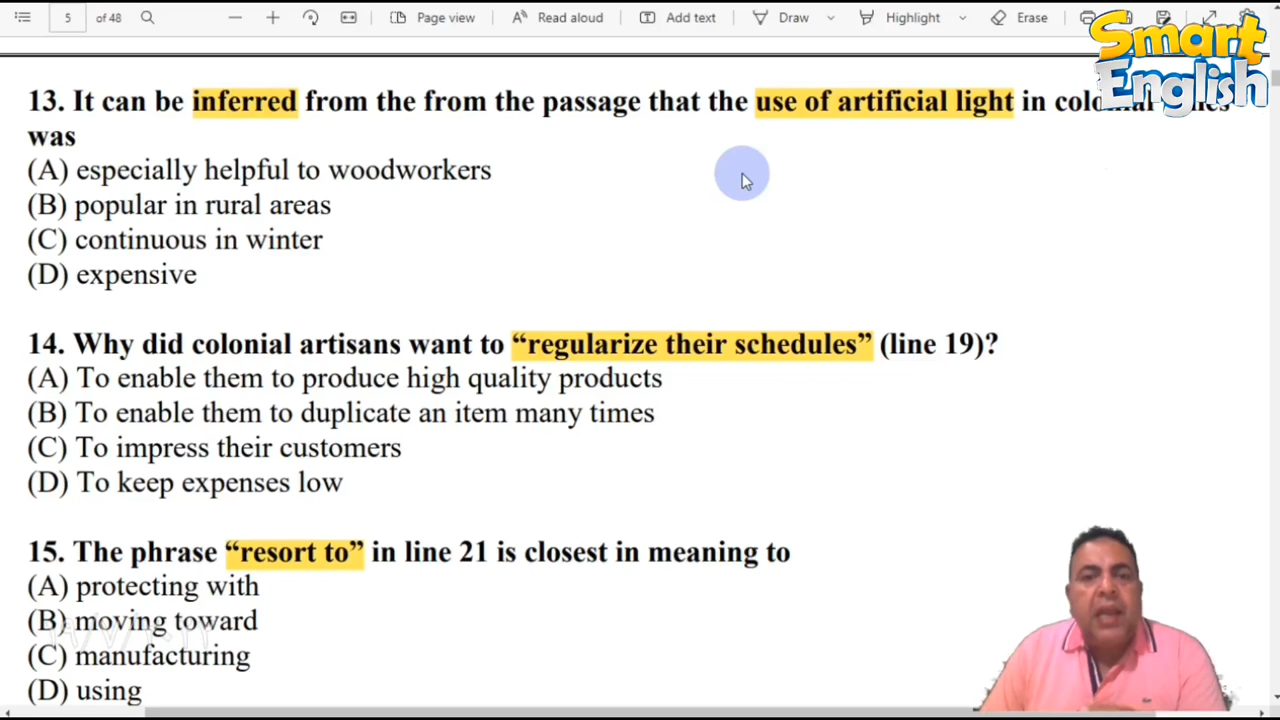 5 of 48 Page view Read aloud Add text Draw Highlight Erase
Smart
English
13. It can be inferred from the from the passage that the use of artificial light in
was
(A) especially helpful to woodworkers
(B) popular in rural areas
(C) continuous in winter
(D) expensive
14. Why did colonial artisans want to “regularize their schedules” (line 19)?
(A) To enable them to produce high quality products
(B) To enable them to duplicate an item many times
(C) To impress their customers
(D) To keep expenses low
15. The phrase “resort to” in line 21 is closest in meaning to
(A) protecting with
(B) moving toward
(C) manufacturing
(D) using